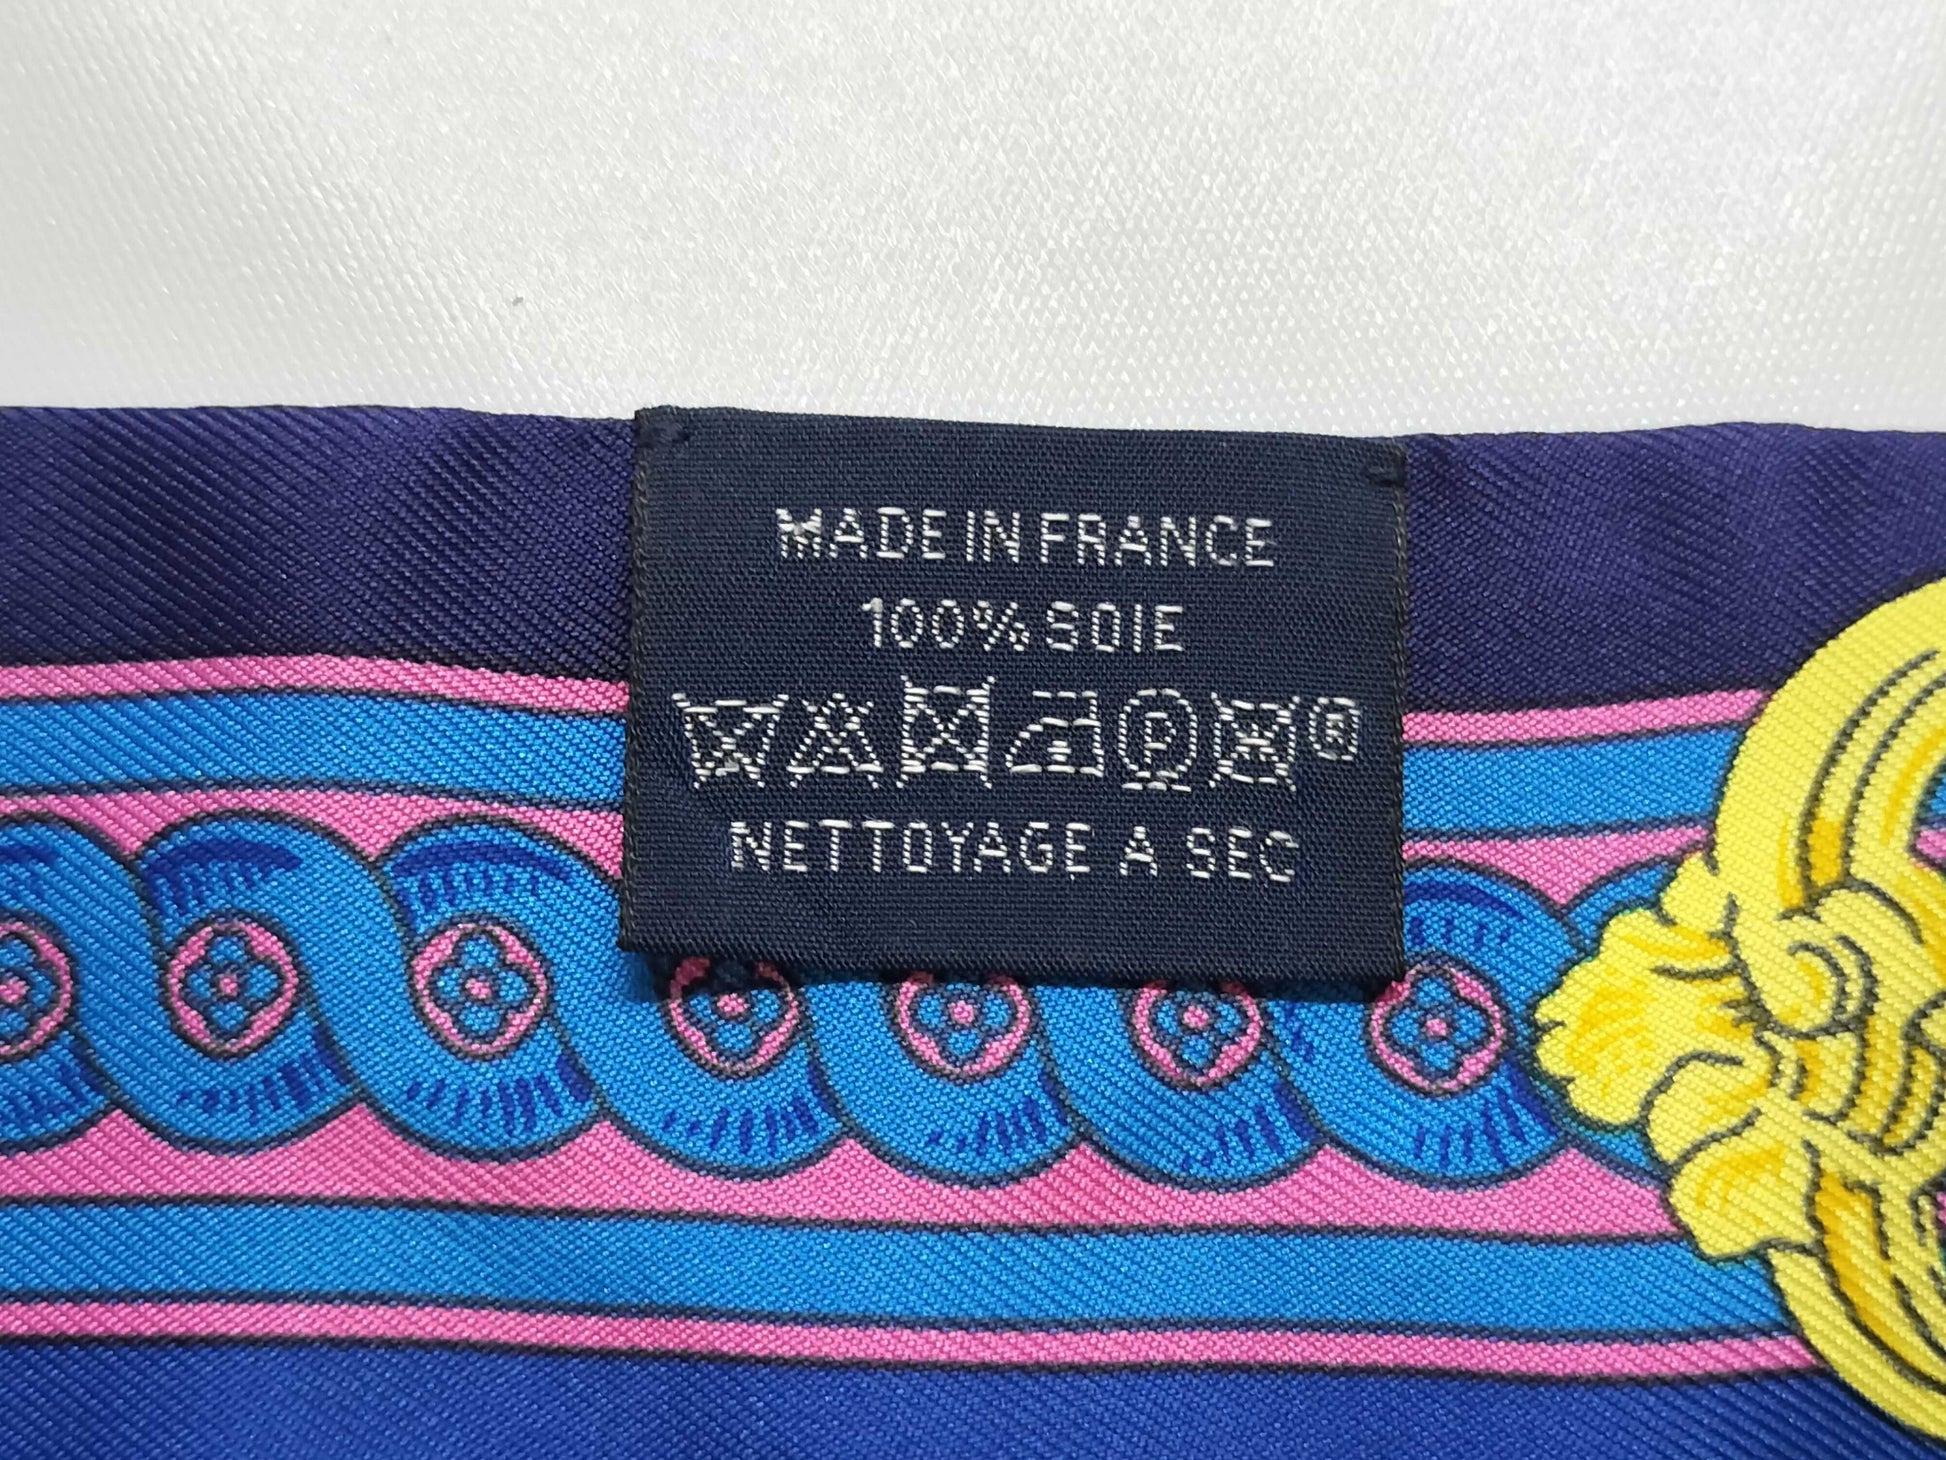 MADE IN FRANCE
100% SOIE
P ®
NETTOYAGE A SEC